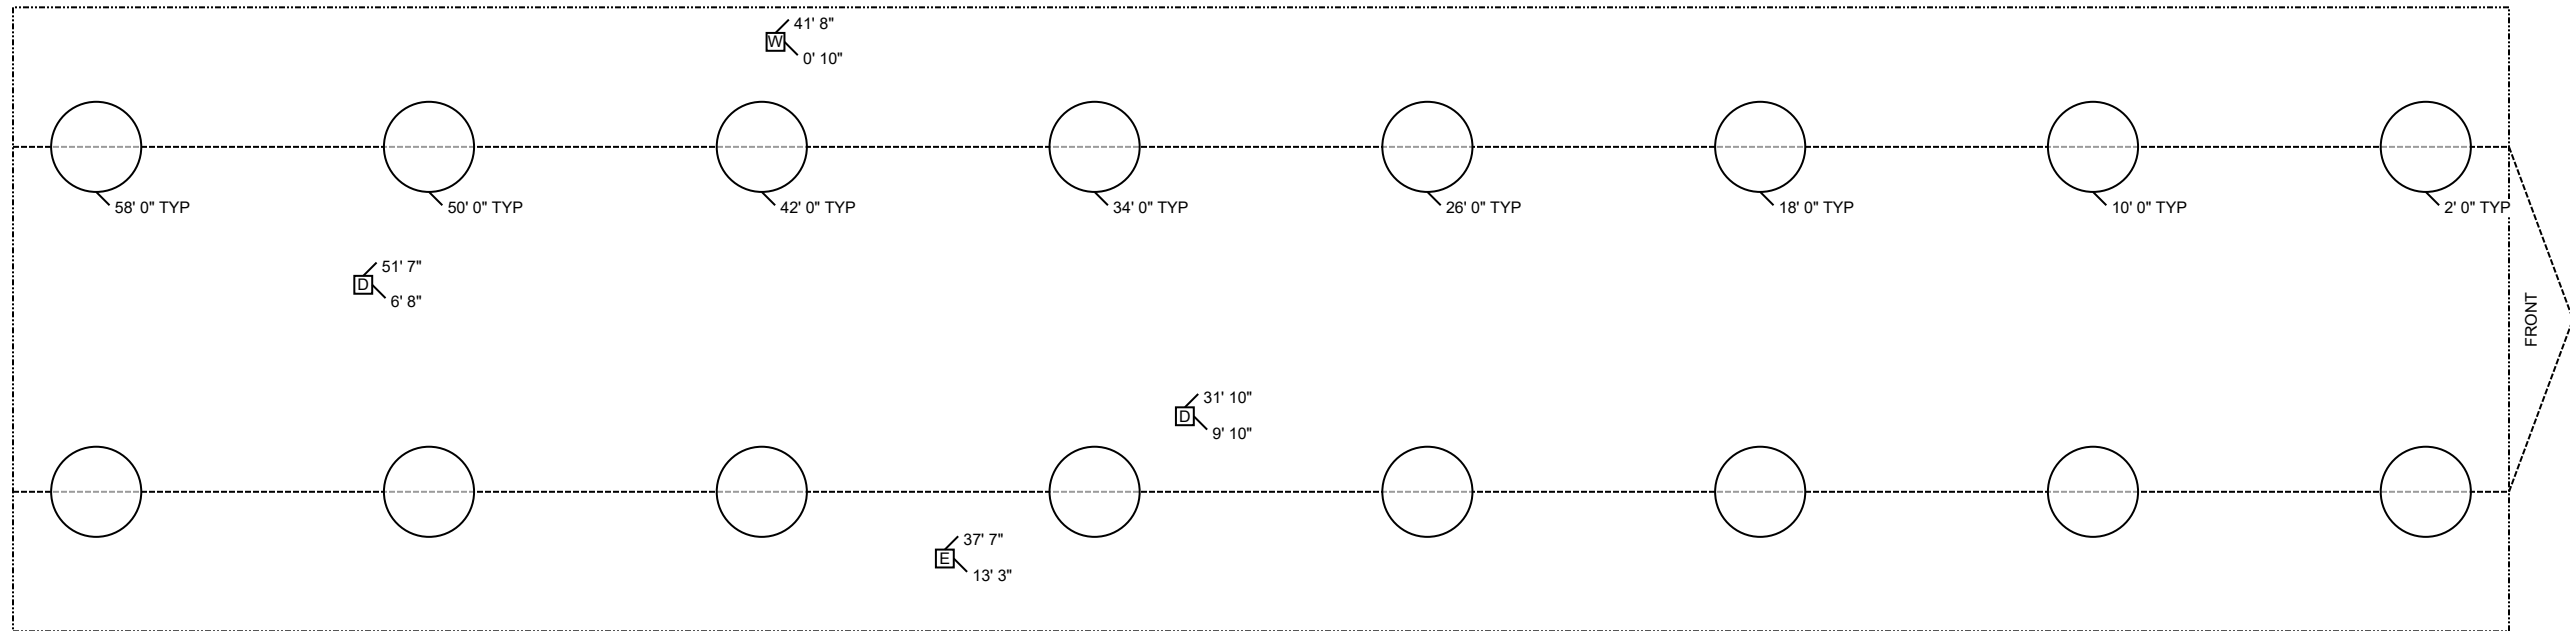 41' 8"
W
0' 10"
58' 0" TYP
50' 0" TYP
42' 0" TYP
34' 0" TYP
26' 0" TYP
18' 0" TYP
10' 0" TYP
2' 0" TYP
51' 7"
D
6' 8"
FRONT
31' 10"
D
9' 10"
37' 7"
E
13' 3"